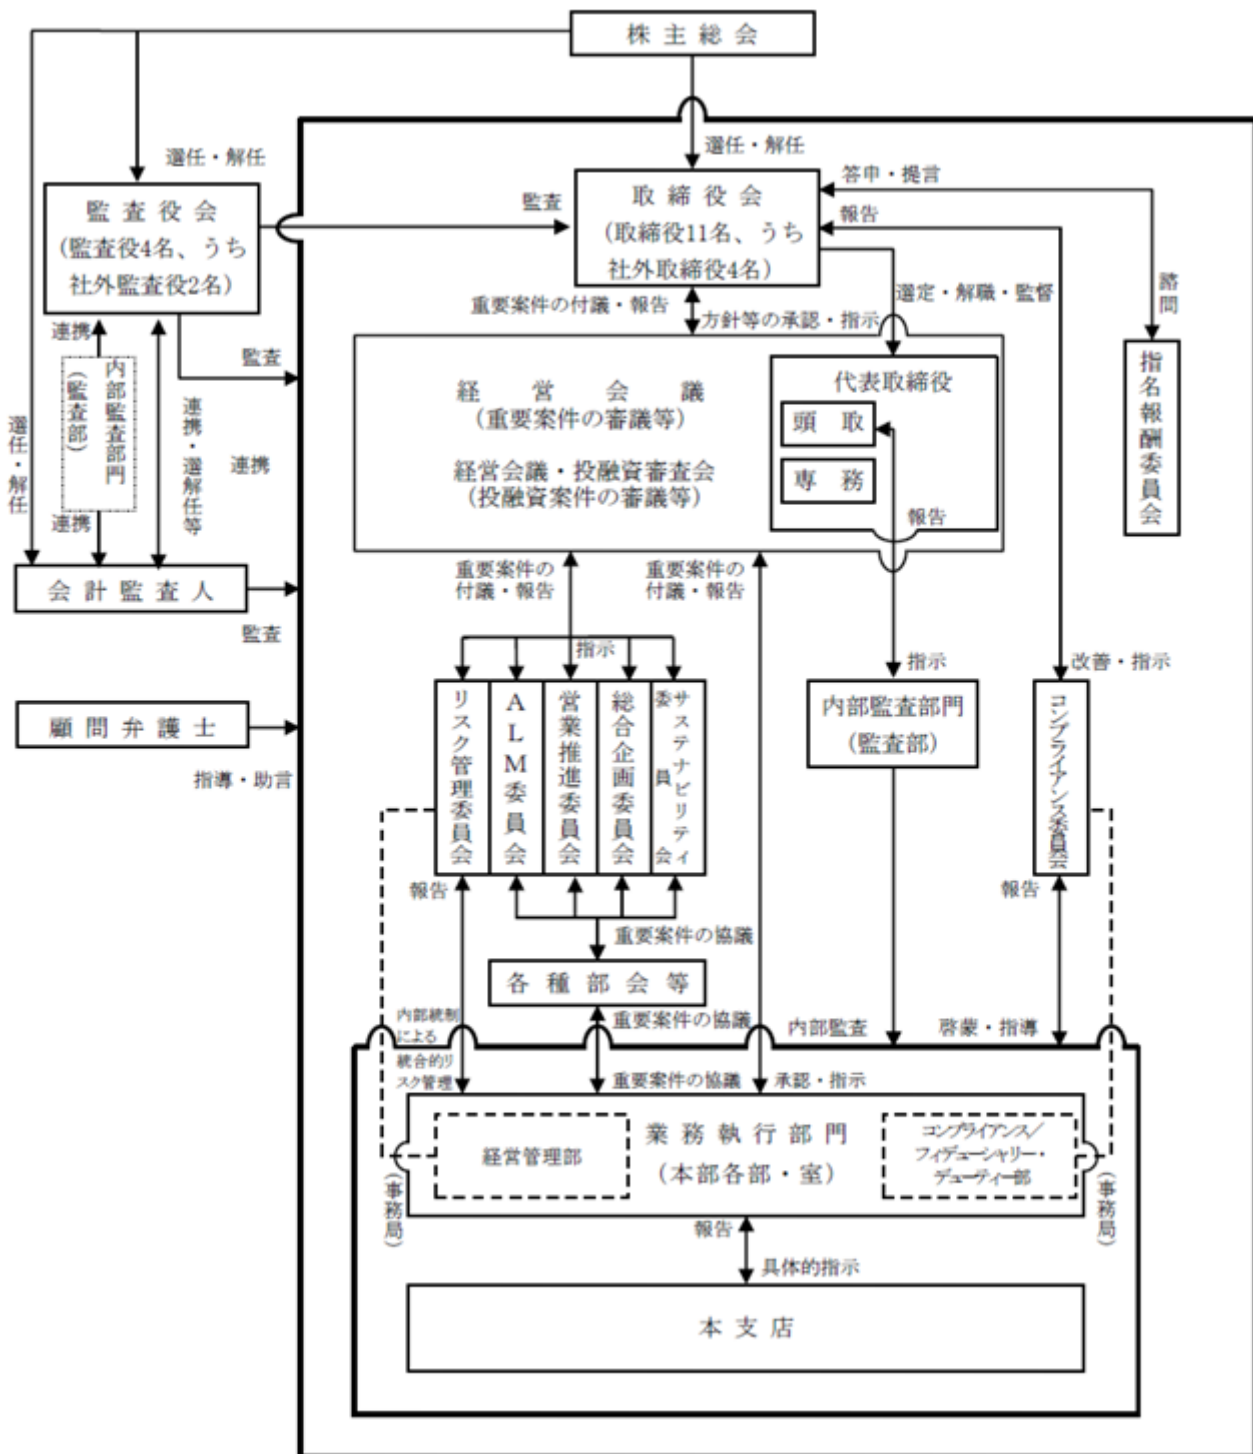 株主総会
選任・解任
選任・解任
監査役会
(監査役4名、うち
社外監査役2名)
監査
取締役会
(取締役11名、うち
社外取締役4名)
答申・提言
報告
諮問
指名報酬委員会
選定・解職・監督
重要案件の付議・報告
方針等の承認・指示
連携
監査
内部監査部門
(監査部)
連携・選解任等
連携
選任・解任
連携
経営会議
(重要案件の審議等)
経営会議・投融資審査会
(投融資案件の審議等)
代表取締役
頭取
専務
報告
会計監査人
監査
重要案件の
付議・報告
重要案件の
付議・報告
指示
指示
改善・指示
顧問弁護士
指導・助言
リスク管理委員会
ALM委員会
営業推進委員会
総合企画委員会
サステナビリティ
委員会
内部監査部門
(監査部)
コンプライアンス委員会
報告
報告
重要案件の協議
各種部会等
内部統制
による
統合的リ
スク管理
重要案件の協議
内部監査
啓蒙・指導
重要案件の協議
承認・指示
業務執行部門
(本部各部・室)
経営管理部
コンプライアンス/
フィデューシャリー・
デューティー部
(事務局)
(事務局)
報告
具体的指示
本支店